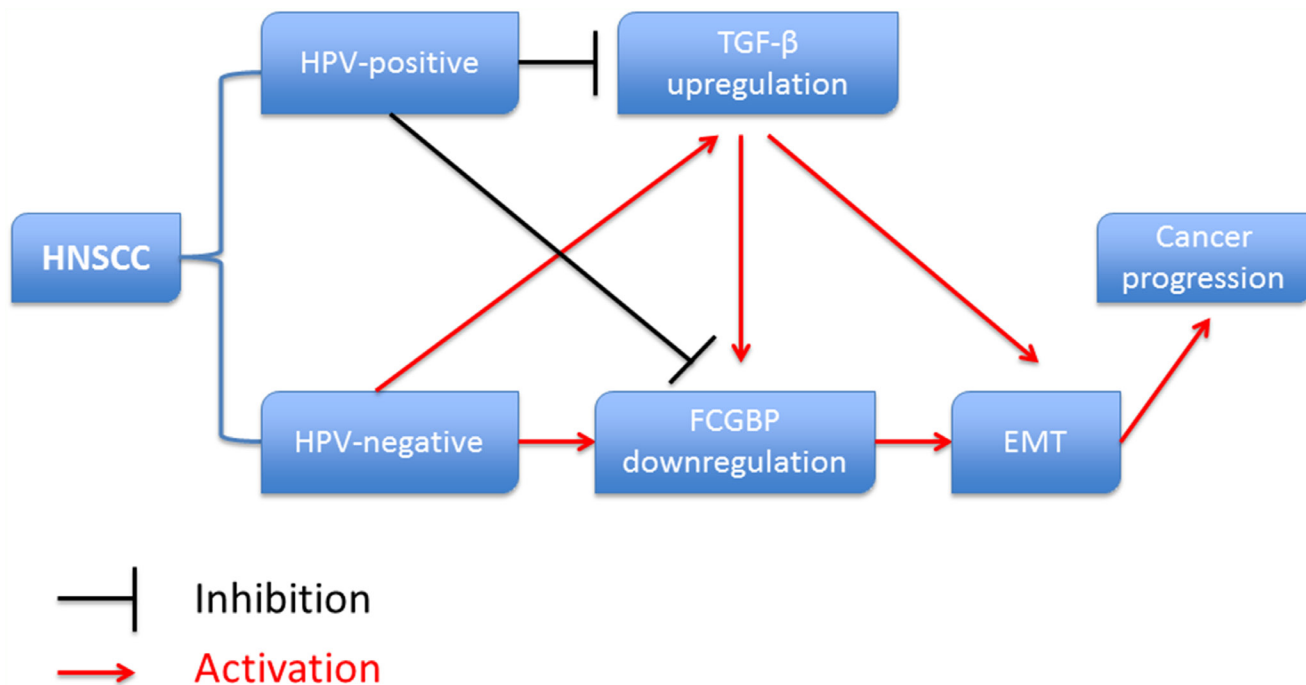 HPV-positive
TGF-β
upregulation
HNSCC
Cancer
progression
HPV-negative
FCGBP
downregulation
EMT
Inhibition
Activation